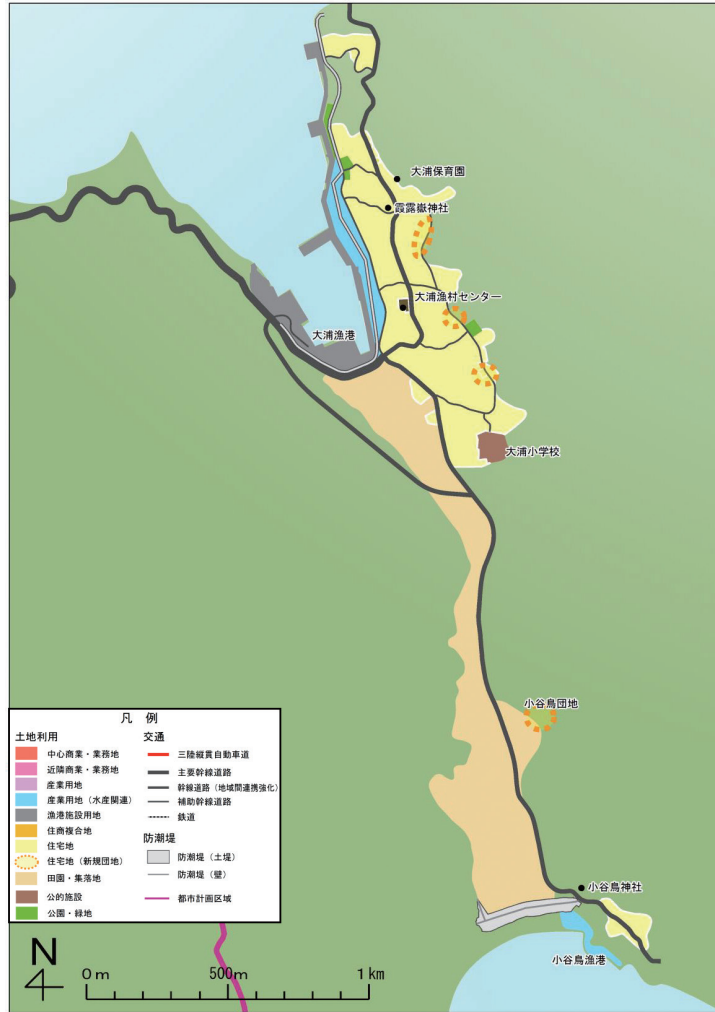 大浦保育園
霞露嶽神社
大浦漁村センター
大浦漁港
大浦小学校
小谷鳥団地
小谷鳥神社
小谷鳥漁港
凡 例
土地利用
中心商業・業務地
近隣商業・業務地
産業用地
産業用地(水産関連)
漁港施設用地
住商複合地
住宅地
住宅地(新規団地)
田園・集落地
公的施設
公園・緑地
交通
三陸縦貫自動車道
主要幹線道路
幹線道路(地域間連携強化)
補助幹線道路
鉄道
防潮堤
防潮堤(土堤)
防潮堤(壁)
都市計画区域
N
0m 500m 1km